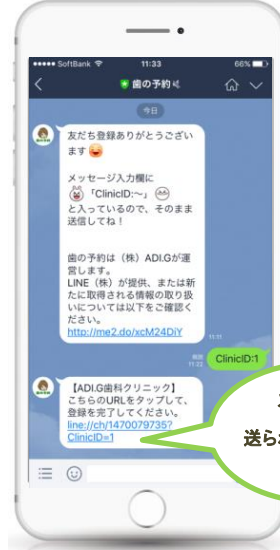 SoftBank 11:33 66%
歯の予約
今日
友だち登録ありがとうござい
ます
メッセージ入力欄に
「ClinicID:～」
と入っているので、そのまま
送信してね！
歯の予約は（株）ADI.Gが運
営します。
LINE（株）が提供、または新
たに取得される情報の取り扱
いについては以下をご確認く
ださい。
http://me2.do/xcM24DiY
11:11
既読
11:22
ClinicID:1
【ADI.G歯科クリニック】
こちらのURLをタップして、
登録を完了してください。
line://ch/1470079735?
ClinicID=1
送ら